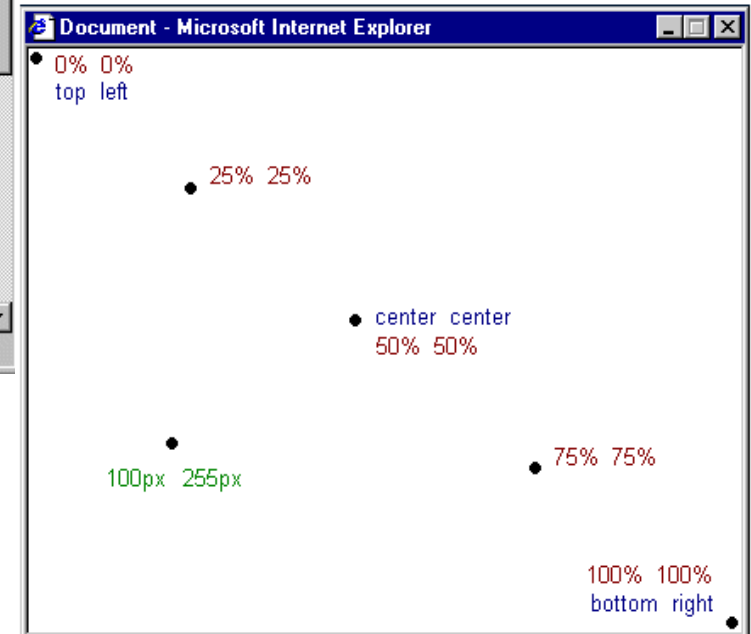 Document - Microsoft Internet Explorer
0% 0%
top left
25% 25%
center center
50% 50%
100px 255px
75% 75%
100% 100%
bottom right